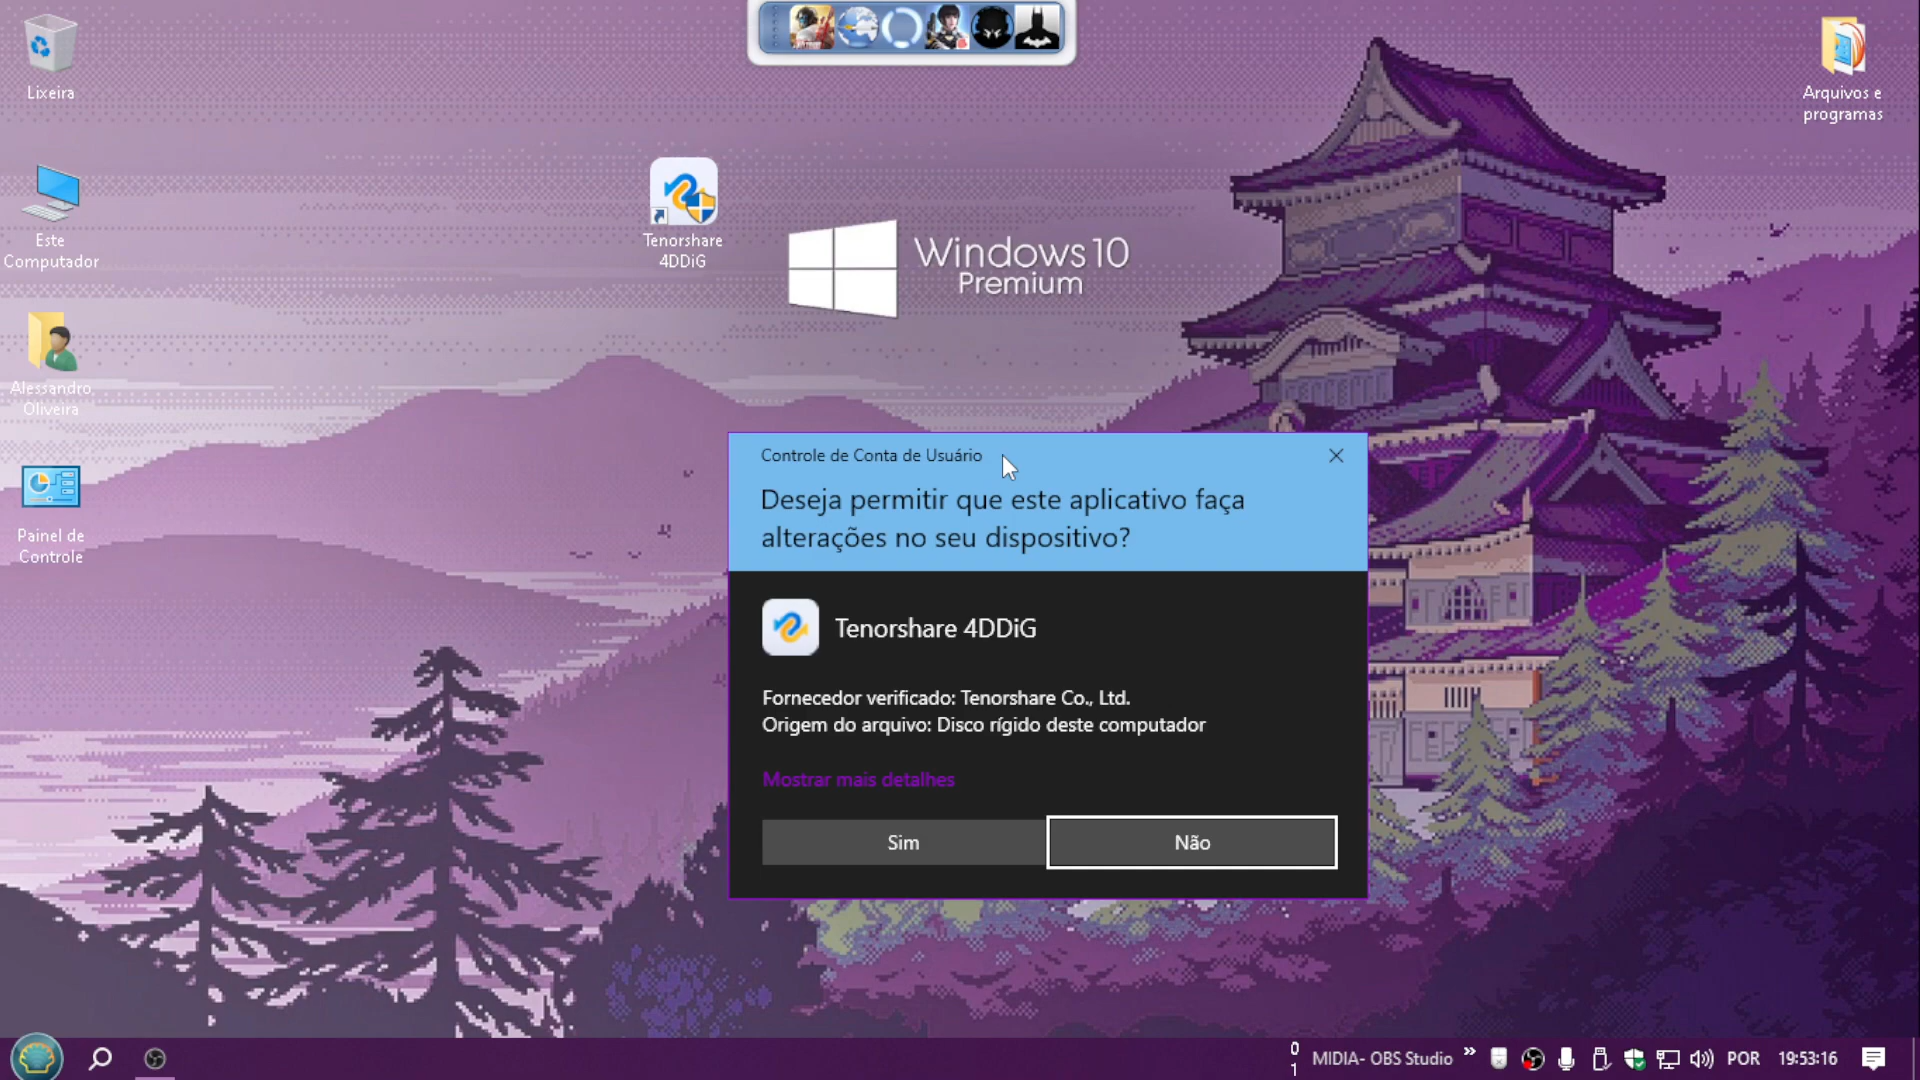 Lixeira
Este
Computador
Alessandro
Oliveira
Painel de
Controle
Tenorshare
4DDiG
Windows 10
Premium
Arquivos e
programas
Controle de Conta de Usuário
Deseja permitir que este aplicativo faça
alterações no seu dispositivo?
Tenorshare 4DDiG
Fornecedor verificado: Tenorshare Co., Ltd.
Origem do arquivo: Disco rígido deste computador
Mostrar mais detalhes
Sim
Não
0
1
MIDIA- OBS Studio
POR
19:53:16